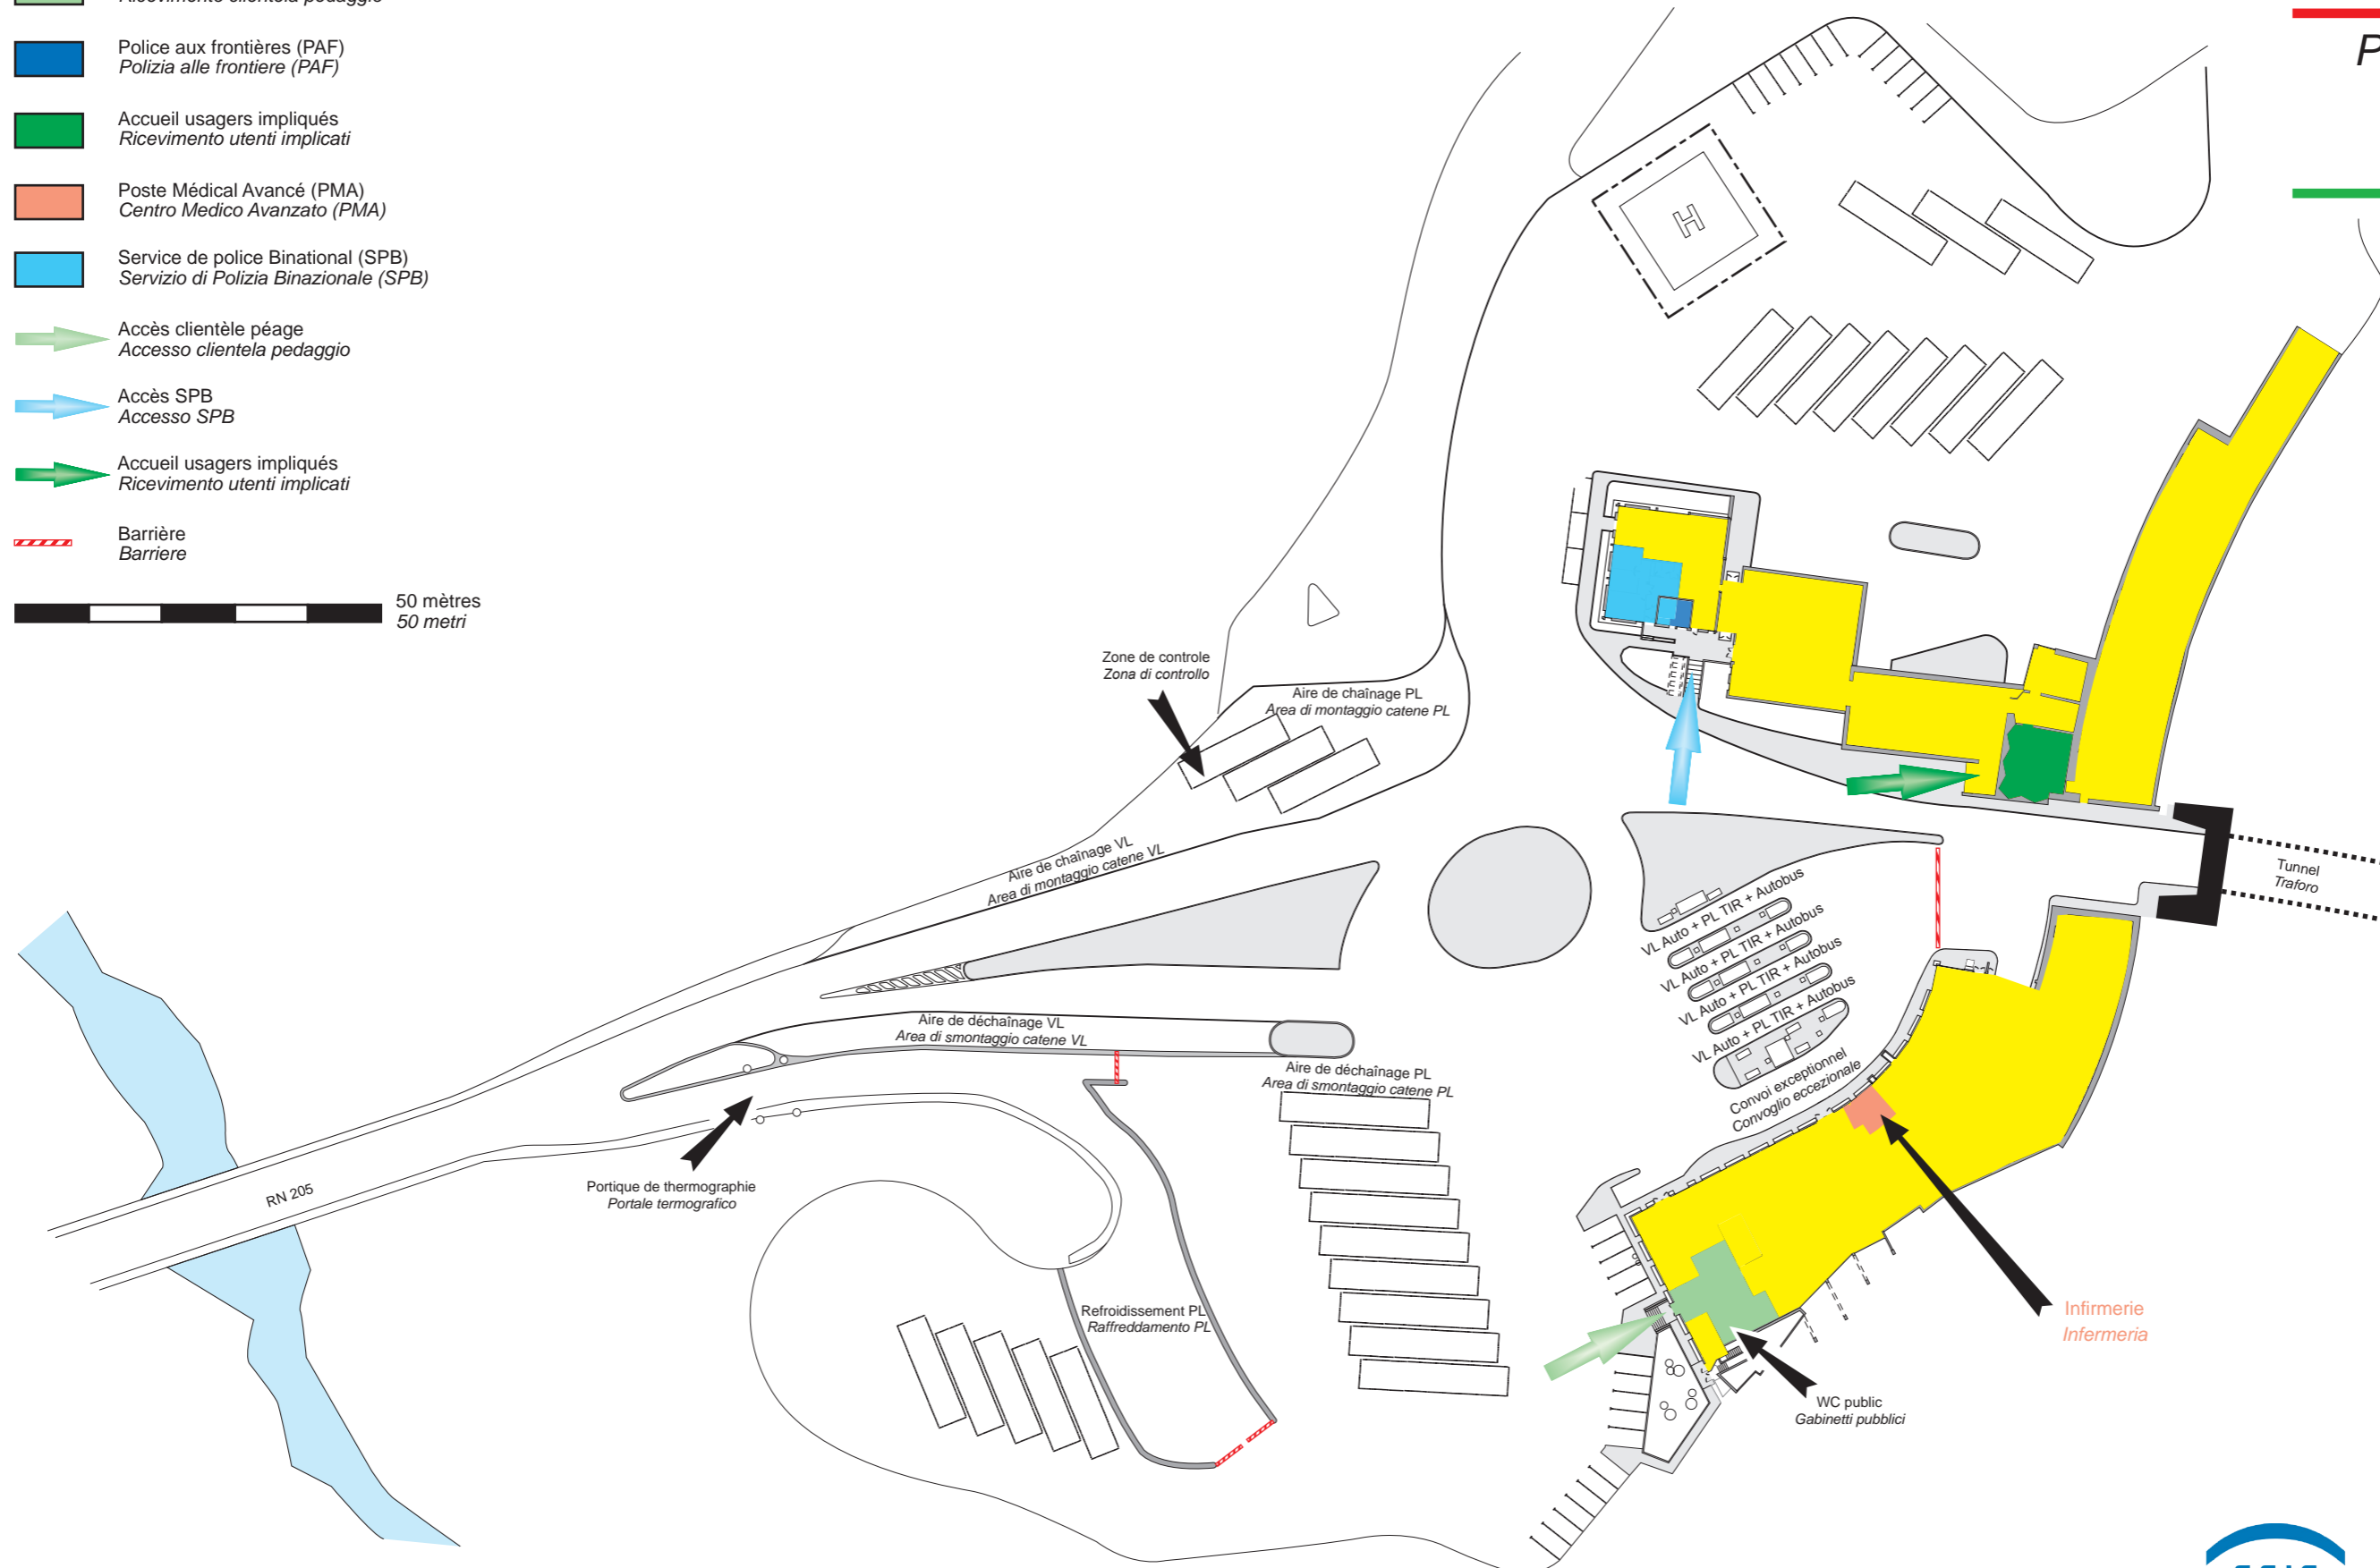 Police aux frontières (PAF)
Polizia alle frontiere (PAF)
Accueil usagers impliqués
Ricevimento utenti implicati
Poste Médical Avancé (PMA)
Centro Medico Avanzato (PMA)
Service de police Binational (SPB)
Servizio di Polizia Binazionale (SPB)
Accès clientèle péage
Accesso clientela pedaggio
Accès SPB
Accesso SPB
Accueil usagers impliqués
Ricevimento utenti implicati
Barrière
Barriere
50 mètres
50 metri
P
H
Zone de controle
Zona di controllo
Aire de chaînage PL
Area di montaggio catene PL
Aire de chaînage VL
Area di montaggio catene VL
Tunnel
Traforo
VL Auto + PL TIR + Autobus
VL Auto + PL TIR + Autobus
VL Auto + PL TIR + Autobus
VL Auto + PL TIR + Autobus
Convoi exceptionnel
Convoglio eccezionale
Aire de déchaînage VL
Area di smontaggio catene VL
Aire de déchaînage PL
Area di smontaggio catene PL
Portique de thermographie
Portale termografico
RN 205
Refroidissement PL
Raffreddamento PL
Infirmerie
Infermeria
WC public
Gabinetti pubblici